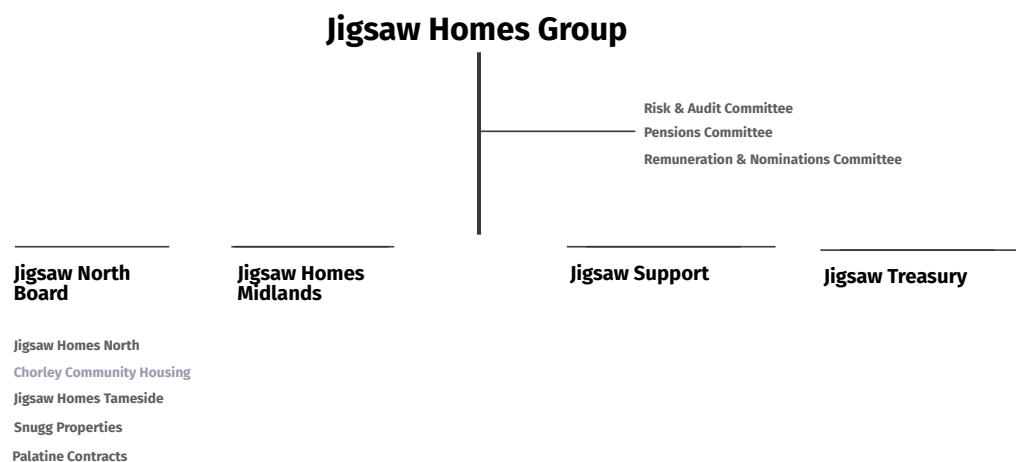 Jigsaw Homes Group
Risk & Audit Committee
Pensions Committee
Remuneration & Nominations Committee
Jigsaw North
Board
Jigsaw Homes
Midlands
Jigsaw Support
Jigsaw Treasury
Jigsaw Homes North
Chorley Community Housing
Jigsaw Homes Tameside
Snugg Properties
Palatine Contracts